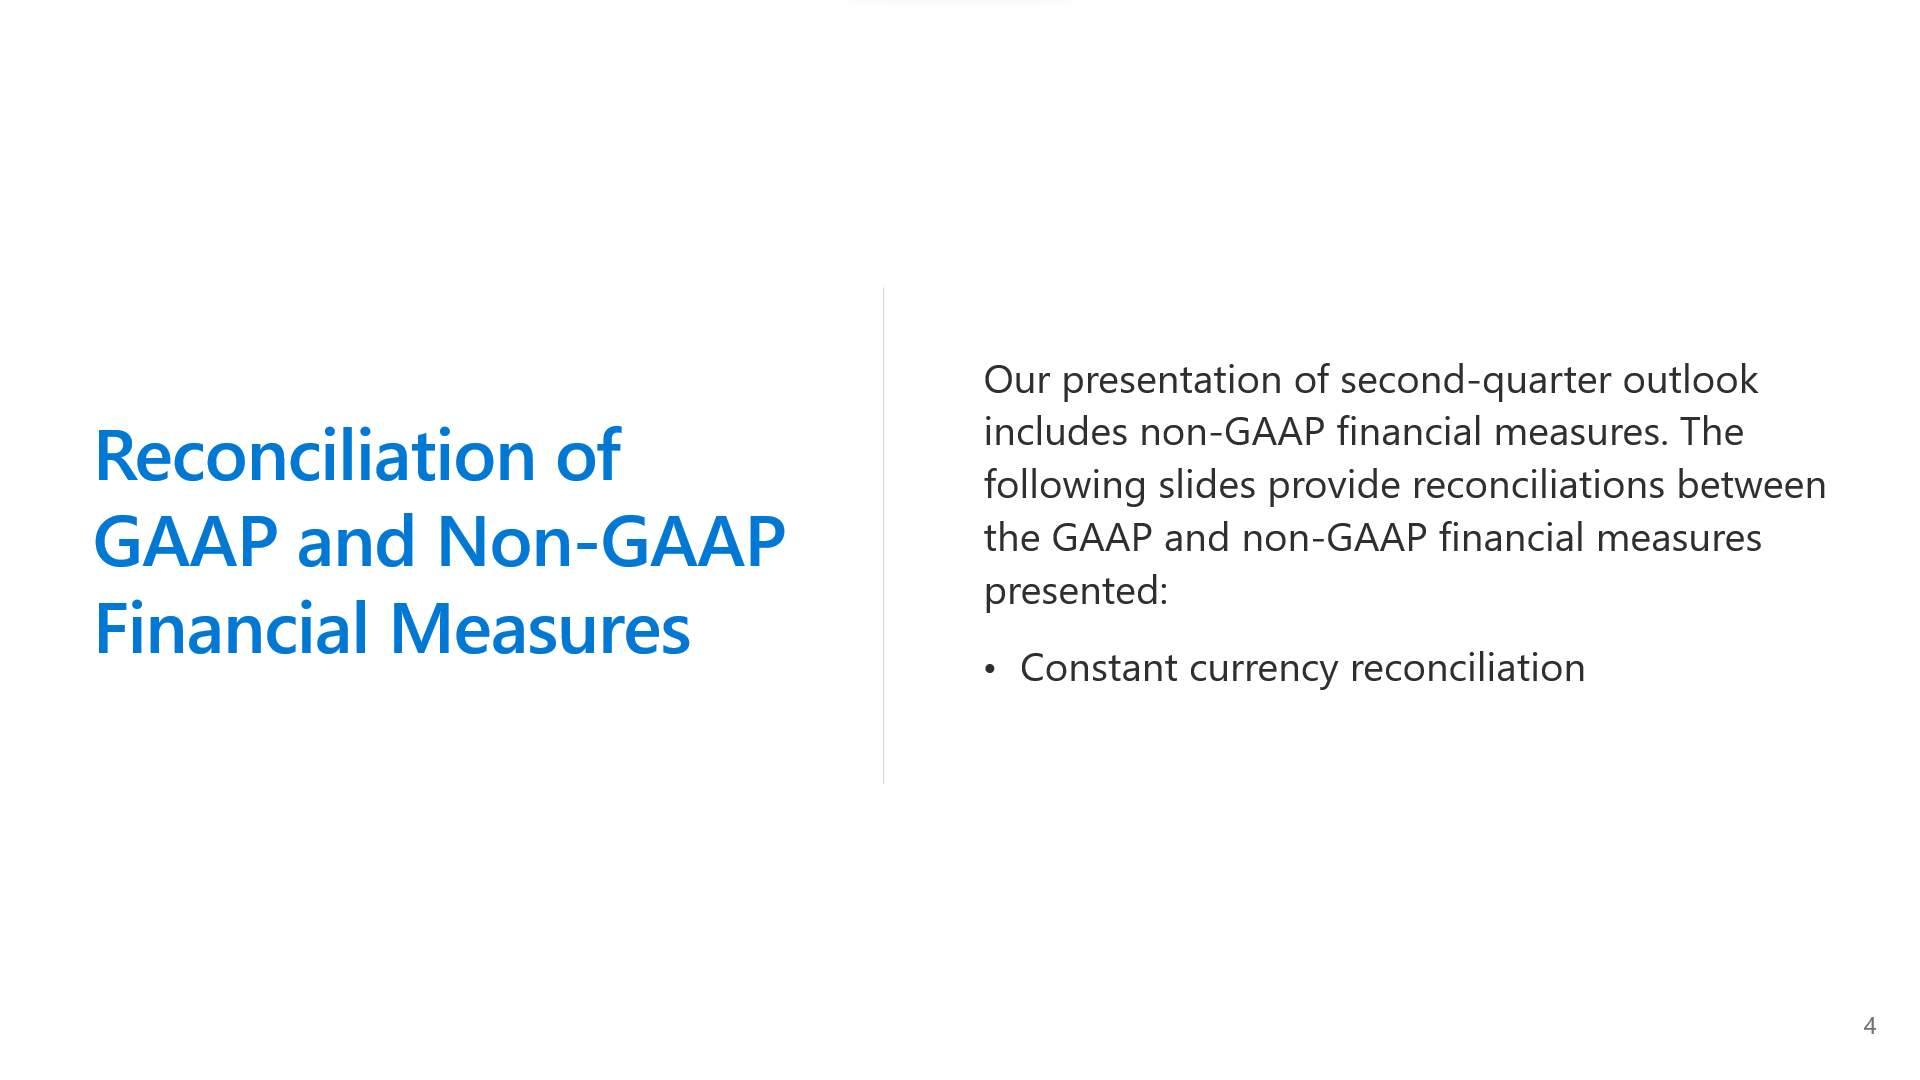 Reconciliation of
GAAP and Non-GAAP
Financial Measures
Our presentation of second-quarter outlook
includes non-GAAP financial measures. The
following slides provide reconciliations between
the GAAP and non-GAAP financial measures
presented:
• Constant currency reconciliation
4